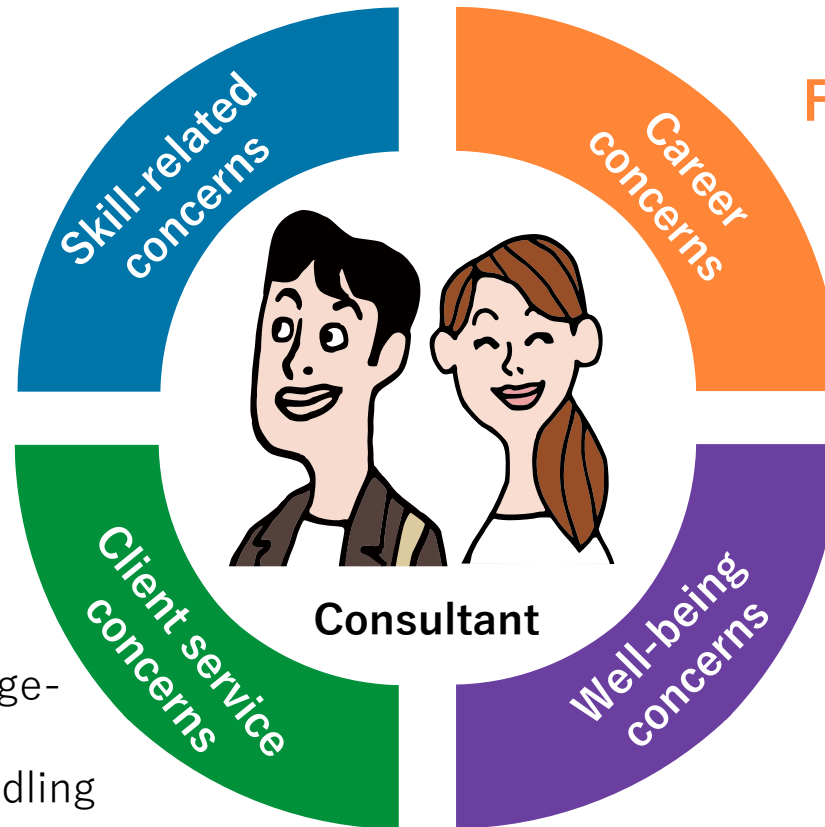 Skill-related
concerns
Career
concerns
F
Consultant
Client service
concerns
Well-being
concerns
ge-
dling